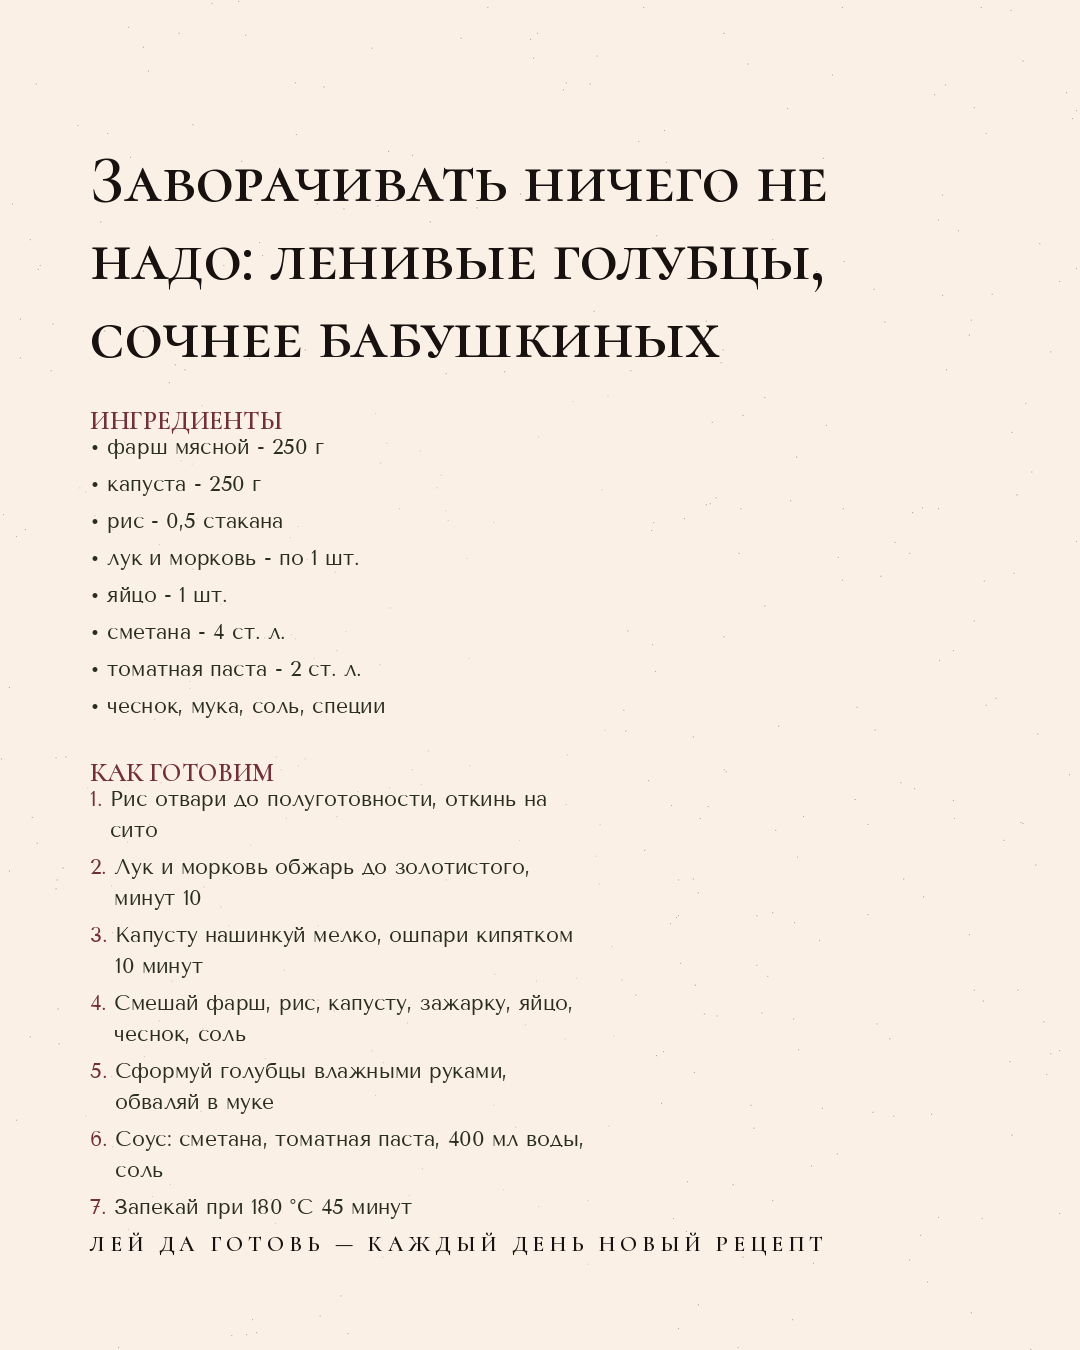 Заворачивать ничего не
надо: ленивые голубцы,
сочнее бабушкиных
ИНГРЕДИЕНТЫ
• фарш мясной - 250 г
• капуста - 250 г
• рис - 0,5 стакана
• лук и морковь - по 1 шт.
• яйцо - 1 шт.
• сметана - 4 ст. л.
• томатная паста - 2 ст. л.
• чеснок, мука, соль, специи
КАК ГОТОВИМ
1. Рис отвари до полуготовности, откинь на
сито
2. Лук и морковь обжарь до золотистого,
минут 10
3. Капусту нашинкуй мелко, ошпари кипятком
10 минут
4. Смешай фарш, рис, капусту, зажарку, яйцо,
чеснок, соль
5. Сформуй голубцы влажными руками,
обваляй в муке
6. Соус: сметана, томатная паста, 400 мл воды,
соль
7. Запекай при 180 °C 45 минут
ЛЕЙ ДА ГОТОВЬ — КАЖДЫЙ ДЕНЬ НОВЫЙ РЕЦЕПТ